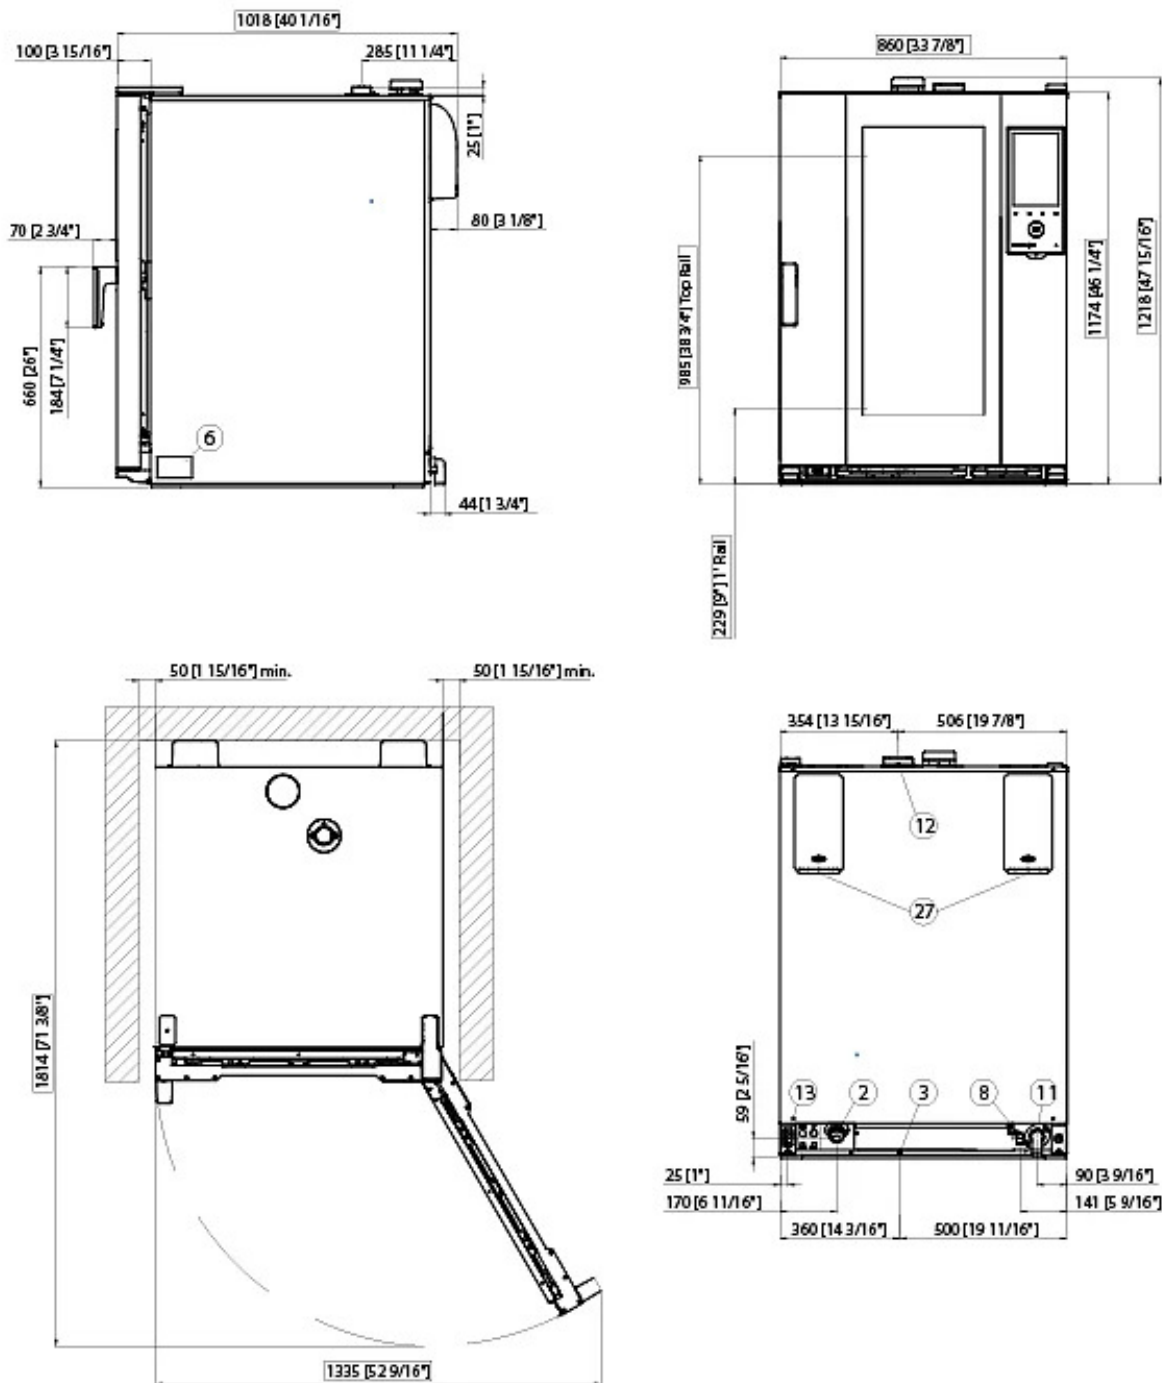 1018 [40 1/16"]
100 [3 15/16"]
285 [11 1/4"]
25 [1"]
80 [3 1/8"]
70 [2 3/4"]
660 [26"]
184 [7 1/4"]
6
44 [1 3/4"]
860 [33 7/8"]
985 [38 3/4"] Top Rail
1174 [46 1/4"]
1218 [47 15/16"]
229 [9"] 1' Rail
50 [1 15/16"] min.
50 [1 15/16"] min.
1814 [71 3/8"]
1335 [52 9/16"]
354 [13 15/16"]
506 [19 7/8"]
12
27
59 [2 5/16"]
13
2
3
8
11
25 [1"]
90 [3 9/16"]
170 [6 11/16"]
141 [5 9/16"]
360 [14 3/16"]
500 [19 11/16"]